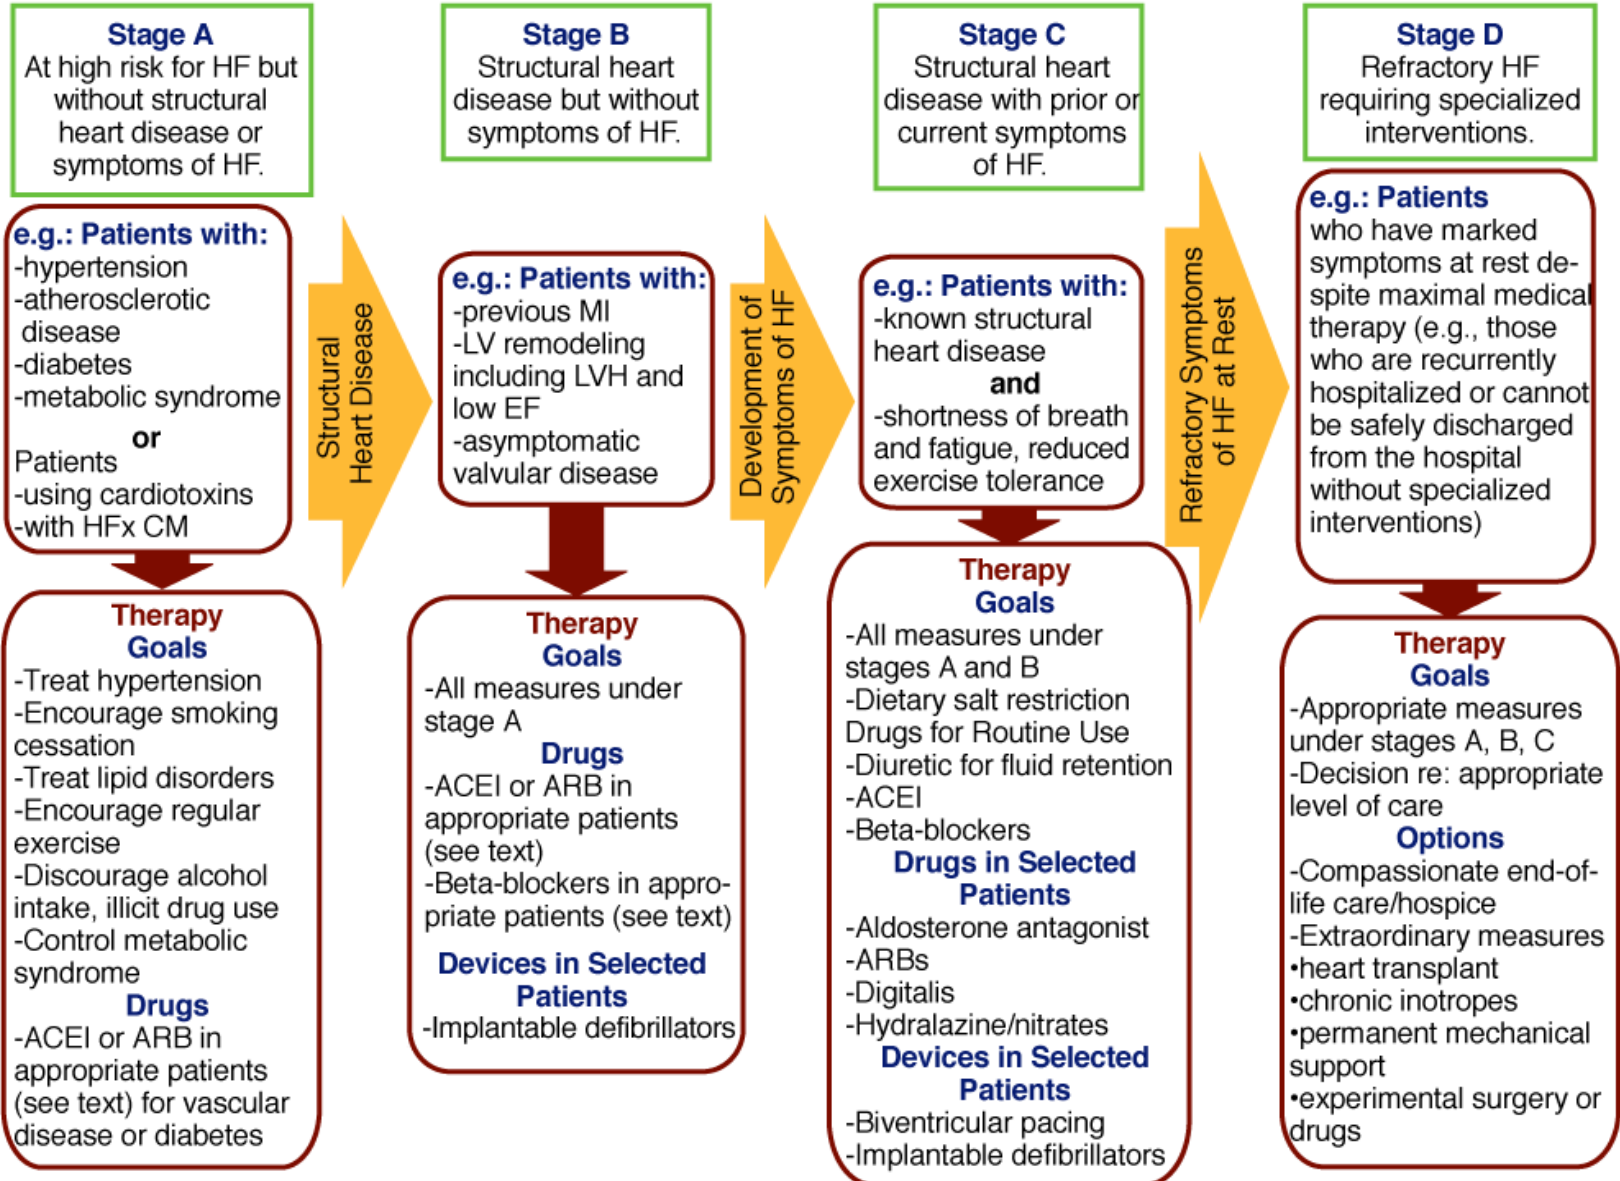 Stage A
At high risk for HF but
without structural
heart disease or
symptoms of HF.
e.g.: Patients with:
-hypertension
-atherosclerotic
disease
-diabetes
-metabolic syndrome
or
Patients
-using cardiotoxins
-with HFx CM
Therapy
Goals
-Treat hypertension
-Encourage smoking
cessation
-Treat lipid disorders
-Encourage regular
exercise
-Discourage alcohol
intake, illicit drug use
-Control metabolic
syndrome
Drugs
-ACEI or ARB in
appropriate patients
(see text) for vascular
disease or diabetes
Structural
Heart Disease
Stage B
Structural heart
disease but without
symptoms of HF.
e.g.: Patients with:
-previous MI
-LV remodeling
including LVH and
low EF
-asymptomatic
valvular disease
Therapy
Goals
-All measures under
stage A
Drugs
-ACEI or ARB in
appropriate patients
(see text)
-Beta-blockers in appro-
priate patients (see text)
Devices in Selected
Patients
-Implantable defibrillators
Development of
Symptoms of HF
Stage C
Structural heart
disease with prior or
current symptoms
of HF.
e.g.: Patients with:
-known structural
heart disease
and
-shortness of breath
and fatigue, reduced
exercise tolerance
Therapy
Goals
-All measures under
stages A and B
-Dietary salt restriction
Drugs for Routine Use
-Diuretic for fluid retention
-ACEI
-Beta-blockers
Drugs in Selected
Patients
-Aldosterone antagonist
-ARBs
-Digitalis
-Hydralazine/nitrates
Devices in Selected
Patients
-Biventricular pacing
-Implantable defibrillators
Refractory Symptoms
of HF at Rest
Stage D
Refractory HF
requiring specialized
interventions.
e.g.: Patients
who have marked
symptoms at rest de-
spite maximal medical
therapy (e.g., those
who are recurrently
hospitalized or cannot
be safely discharged
from the hospital
without specialized
interventions)
Therapy
Goals
-Appropriate measures
under stages A, B, C
-Decision re: appropriate
level of care
Options
-Compassionate end-of-
life care/hospice
-Extraordinary measures
•heart transplant
•chronic inotropes
•permanent mechanical
support
•experimental surgery or
drugs